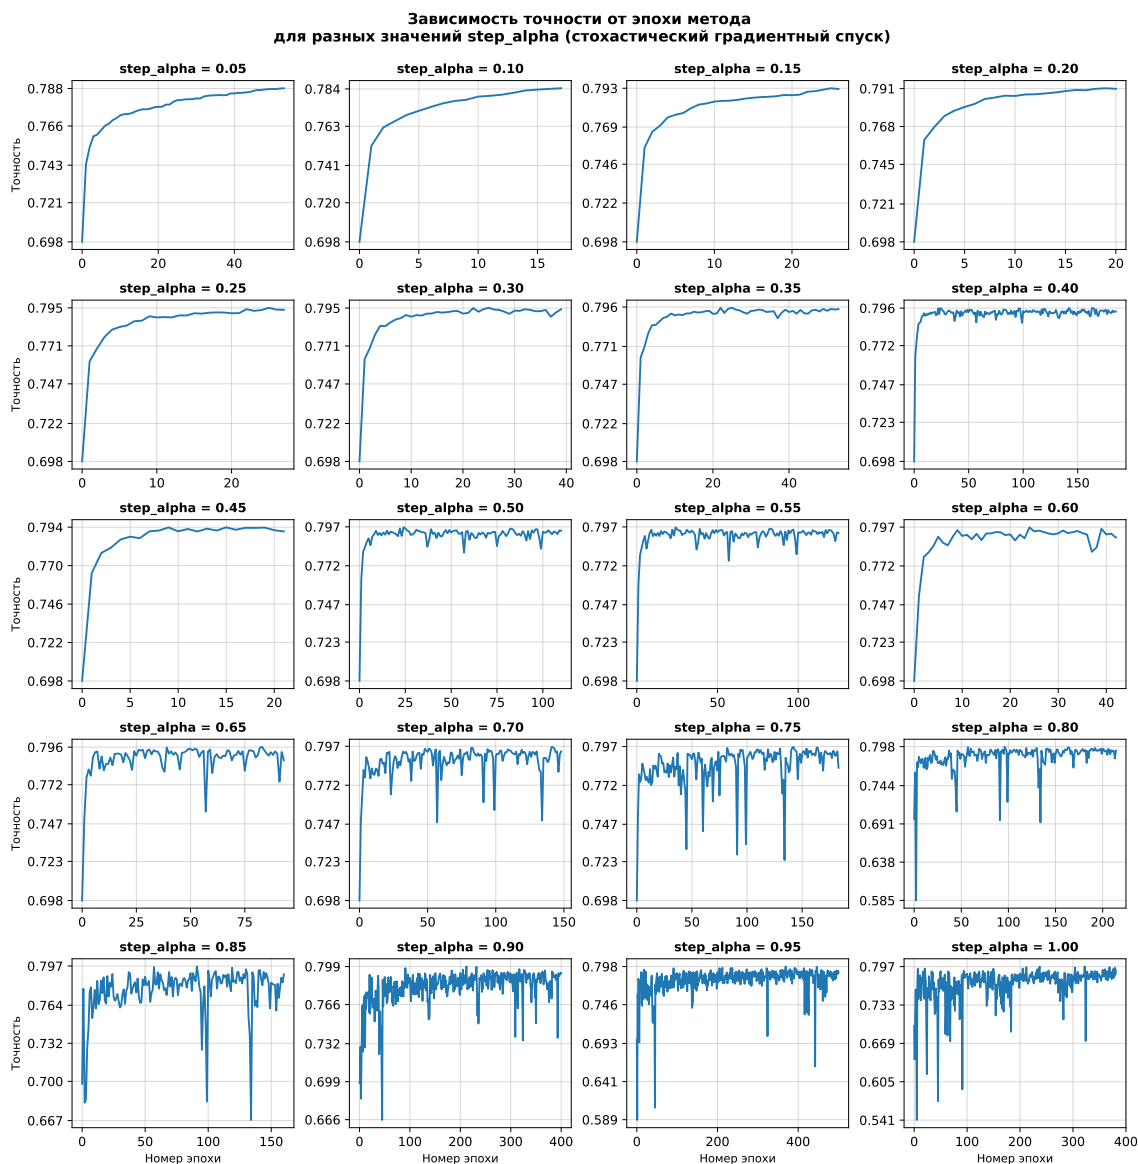 Зависимость точности от эпохи метода
для разных значений step_alpha (стохастический градиентный спуск)
step_alpha = 0.05
0.788
0.766
0.743
0.721
0.698
0 20 40
Точность
step_alpha = 0.10
0.784
0.763
0.741
0.720
0.698
0 5 10 15
step_alpha = 0.15
0.793
0.769
0.746
0.722
0.698
0 10 20
step_alpha = 0.20
0.791
0.768
0.745
0.721
0.698
0 5 10 15 20
step_alpha = 0.25
0.795
0.771
0.747
0.722
0.698
0 10 20
Точность
step_alpha = 0.30
0.795
0.771
0.747
0.722
0.698
0 10 20 30 40
step_alpha = 0.35
0.796
0.771
0.747
0.722
0.698
0 20 40
step_alpha = 0.40
0.796
0.772
0.747
0.723
0.698
0 50 100 150
step_alpha = 0.45
0.794
0.770
0.746
0.722
0.698
0 5 10 15 20
Точность
step_alpha = 0.50
0.797
0.772
0.747
0.723
0.698
0 25 50 75 100
step_alpha = 0.55
0.797
0.772
0.747
0.723
0.698
0 50 100
step_alpha = 0.60
0.797
0.772
0.747
0.723
0.698
0 10 20 30 40
step_alpha = 0.65
0.796
0.772
0.747
0.723
0.698
0 25 50 75
Точность
step_alpha = 0.70
0.797
0.772
0.747
0.723
0.698
0 50 100 150
step_alpha = 0.75
0.797
0.772
0.747
0.723
0.698
0 50 100 150
step_alpha = 0.80
0.798
0.744
0.691
0.638
0.585
0 50 100 150 200
step_alpha = 0.85
0.797
0.764
0.732
0.700
0.667
0 50 100 150
Точность
Номер эпохи
step_alpha = 0.90
0.799
0.766
0.732
0.699
0.666
0 100 200 300 400
Номер эпохи
step_alpha = 0.95
0.798
0.746
0.693
0.641
0.589
0 200 400
Номер эпохи
step_alpha = 1.00
0.797
0.733
0.669
0.605
0.541
0 100 200 300 400
Номер эпохи